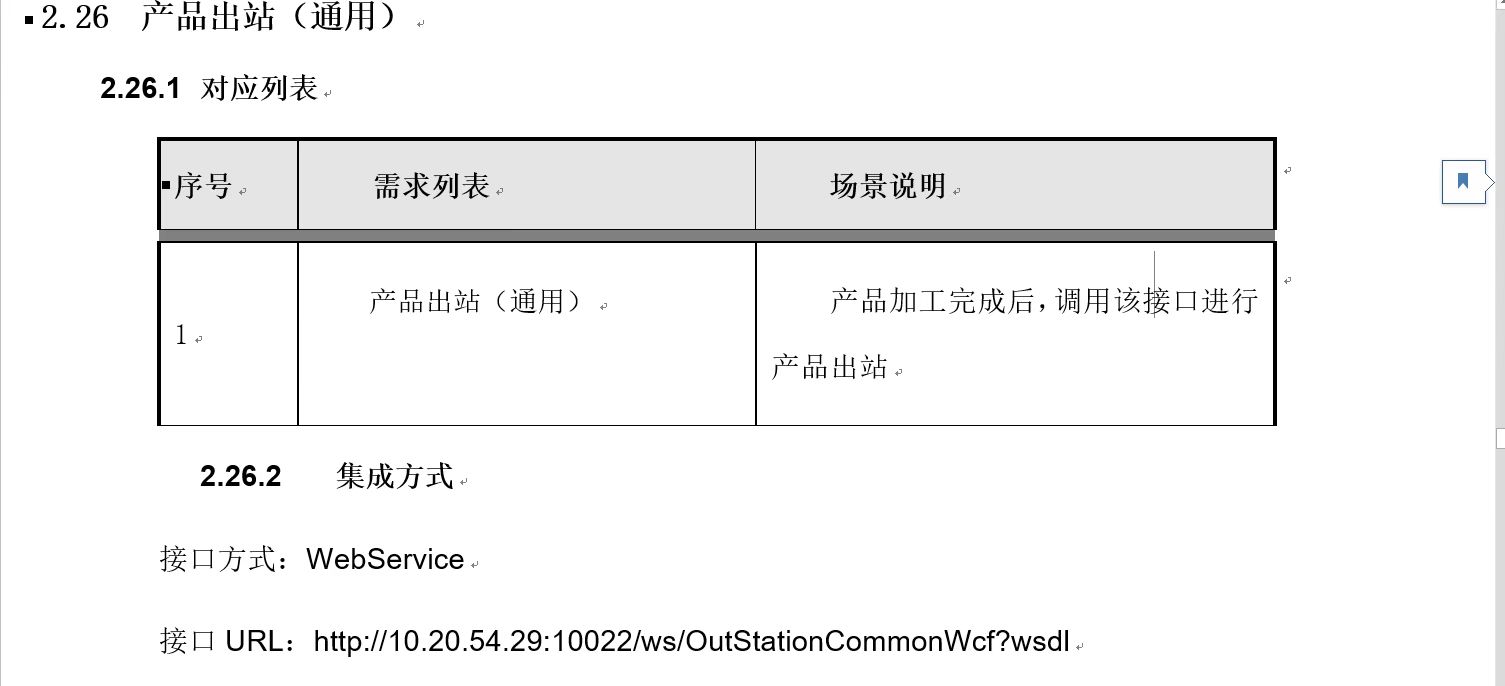 2.26 产品出站（通用）
2.26.1 对应列表
序号 需求列表 场景说明
1 产品出站（通用） 产品加工完成后，调用该接口进行
产品出站
2.26.2 集成方式
接口方式：WebService
接口 URL：http://10.20.54.29:10022/ws/OutStationCommonWcf?wsdl